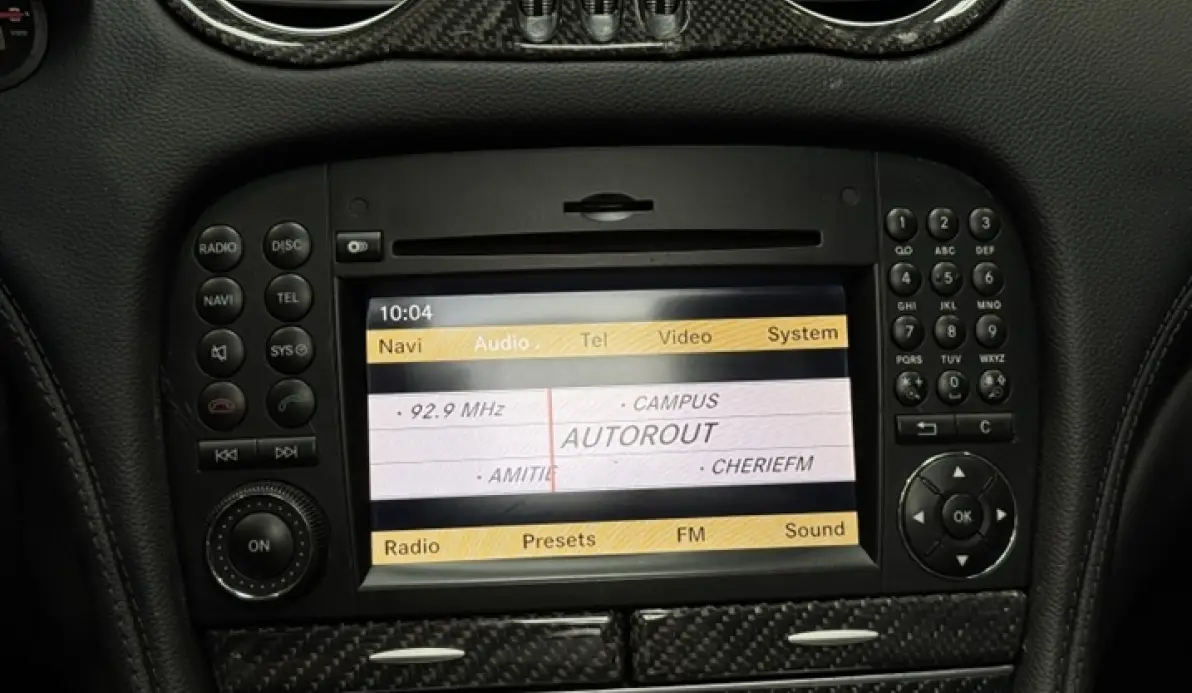 RADIO DISC
NAVI TEL
SYS
ON
10:04
Navi Audio Tel Video System
· 92.9 MHz · CAMPUS
AUTOROUT
· AMITIE · CHERIEFM
Radio Presets FM Sound
1 2 3
ABC DEF
4 5 6
GHI JKL MNO
7 8 9
PQRS TUV WXYZ
* + 0 #
C
OK